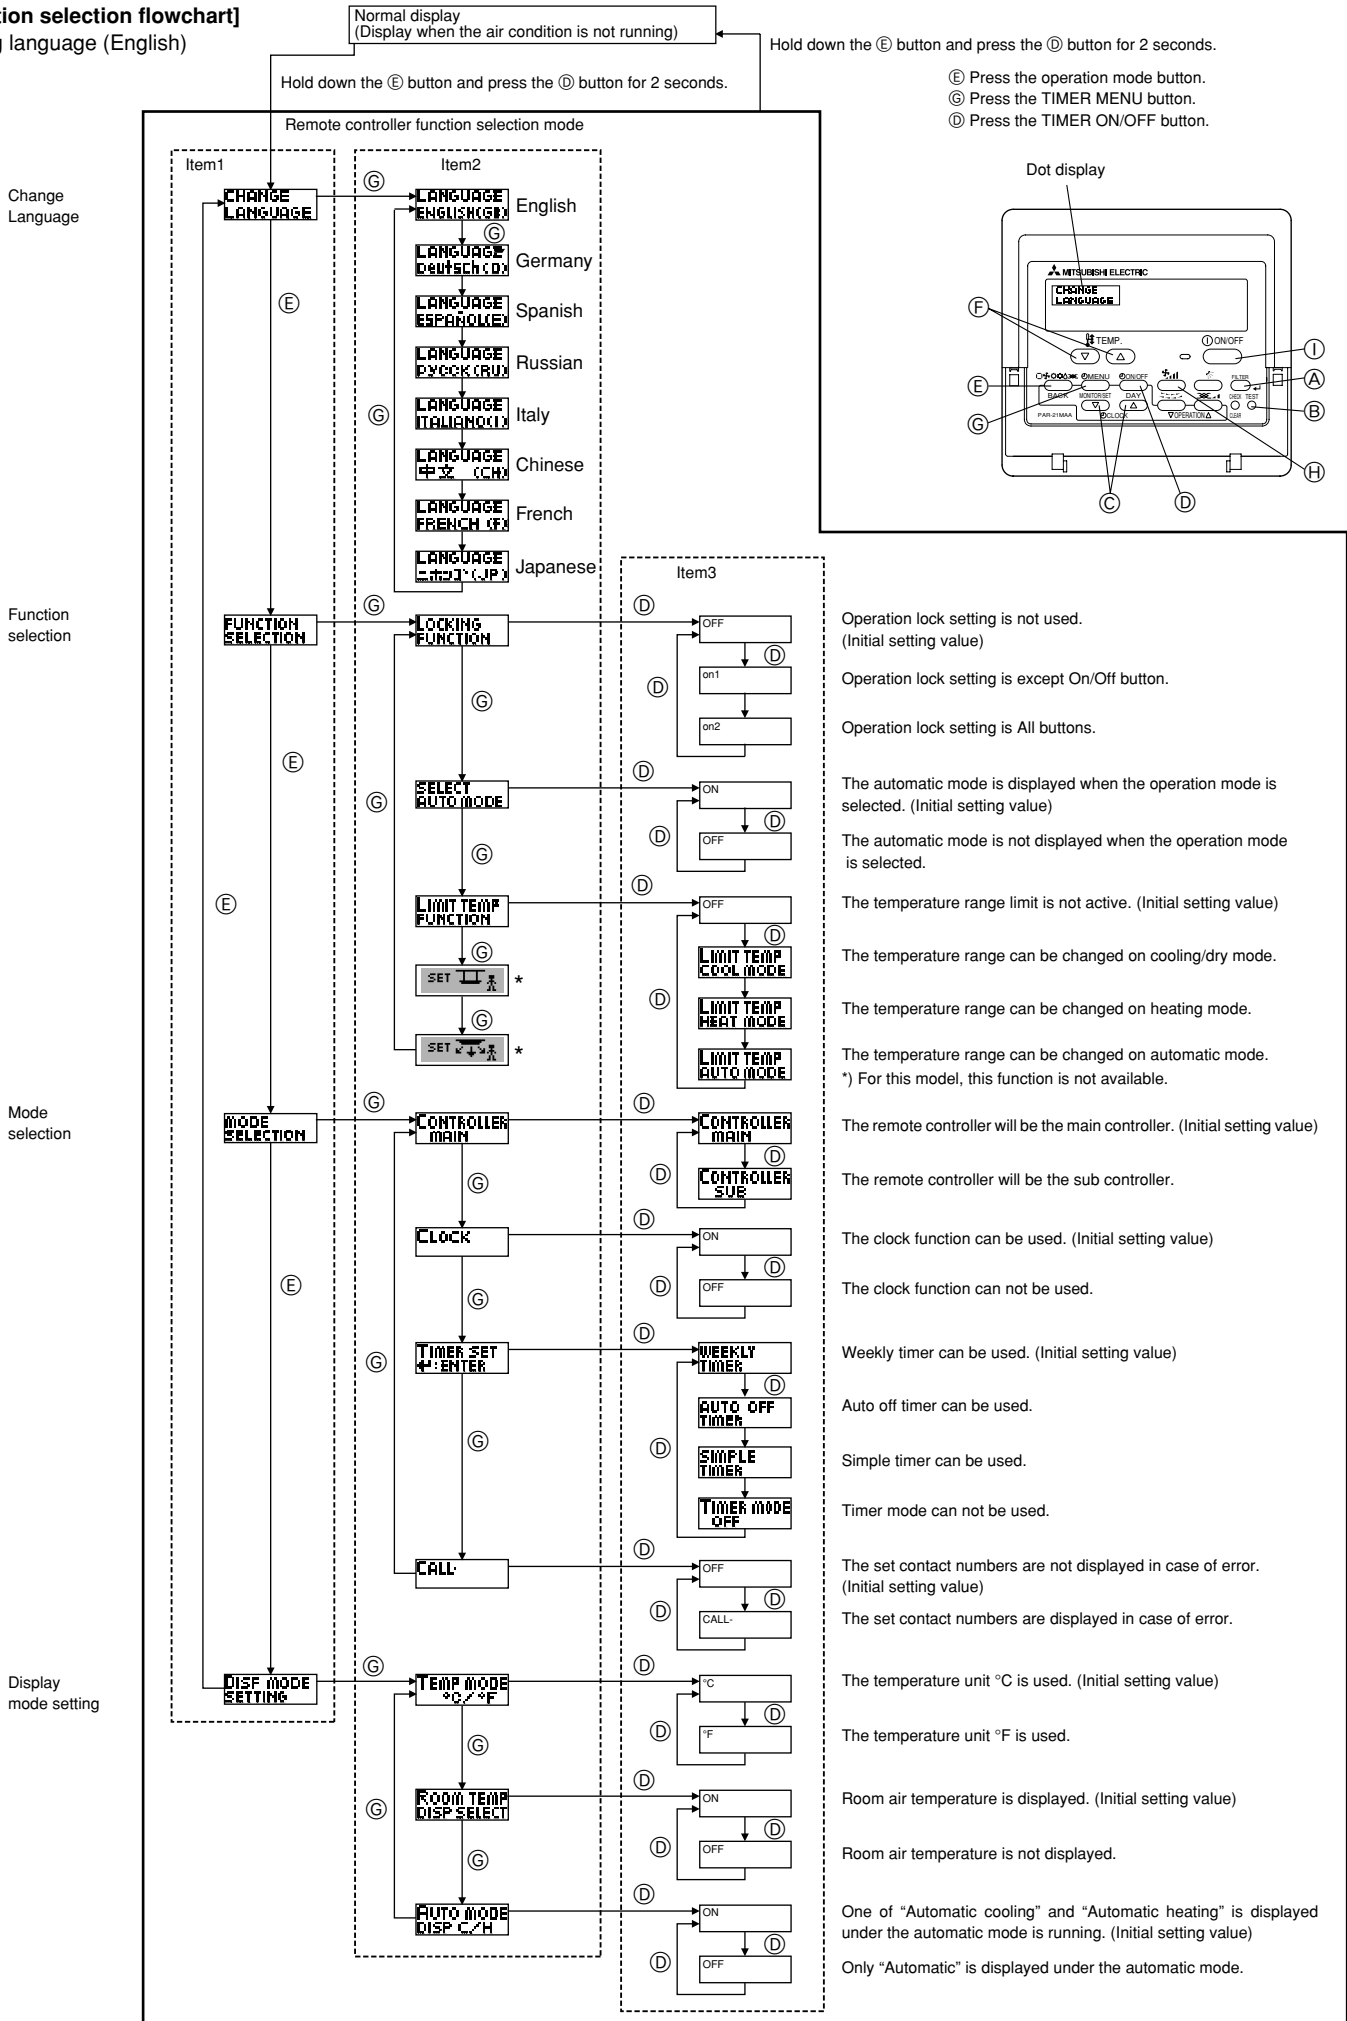 tion selection flowchart]
g language (English)
Normal display
(Display when the air condition is not running)
Hold down the Ⓔ button and press the Ⓓ button for 2 seconds.
Hold down the Ⓔ button and press the Ⓓ button for 2 seconds.
Ⓔ Press the operation mode button.
Ⓖ Press the TIMER MENU button.
Ⓓ Press the TIMER ON/OFF button.
Remote controller function selection mode
Dot display
MITSUBISHI ELECTRIC
CHANGE
LANGUAGE
TEMP.
ON/OFF
MENU
ON/OFF
FILTER
BACK
MONITOR/SET
DAY
CHECK
TEST
PAR-21MAA
CLOCK
OPERATION
CLEAR
Ⓕ
Ⓔ
Ⓖ
Ⓒ
Ⓓ
Ⓘ
Ⓐ
Ⓑ
Ⓗ
Item1
Item2
Item3
Change
Language
CHANGE
LANGUAGE
Ⓖ
LANGUAGE
ENGLISH(GB)
English
Ⓖ
LANGUAGE
Deutsch(D)
Germany
Ⓔ
LANGUAGE
ESPAÑOL(E)
Spanish
LANGUAGE
РУССК(RU)
Russian
Ⓖ
LANGUAGE
ITALIANO(I)
Italy
LANGUAGE
中文 (CH)
Chinese
LANGUAGE
FRENCH (F)
French
LANGUAGE
ニホンゴ(JP)
Japanese
Function
selection
FUNCTION
SELECTION
Ⓖ
LOCKING
FUNCTION
Ⓓ
OFF
Operation lock setting is not used.
(Initial setting value)
Ⓓ
Ⓓ
on1
Operation lock setting is except On/Off button.
Ⓖ
on2
Operation lock setting is All buttons.
Ⓔ
Ⓖ
SELECT
AUTO MODE
Ⓓ
ON
The automatic mode is displayed when the operation mode is
selected. (Initial setting value)
Ⓓ
Ⓓ
OFF
The automatic mode is not displayed when the operation mode
is selected.
Ⓖ
Ⓔ
LIMIT TEMP
FUNCTION
Ⓓ
OFF
The temperature range limit is not active. (Initial setting value)
Ⓖ
Ⓓ
LIMIT TEMP
COOL MODE
The temperature range can be changed on cooling/dry mode.
SET
*
Ⓓ
LIMIT TEMP
HEAT MODE
The temperature range can be changed on heating mode.
Ⓖ
SET
*
LIMIT TEMP
AUTO MODE
The temperature range can be changed on automatic mode.
*) For this model, this function is not available.
Mode
selection
MODE
SELECTION
Ⓖ
CONTROLLER
MAIN
Ⓓ
CONTROLLER
MAIN
The remote controller will be the main controller. (Initial setting value)
Ⓓ
Ⓓ
Ⓖ
CONTROLLER
SUB
The remote controller will be the sub controller.
CLOCK
Ⓓ
ON
The clock function can be used. (Initial setting value)
Ⓓ
Ⓓ
Ⓔ
Ⓖ
OFF
The clock function can not be used.
Ⓖ
TIMER SET
↵:ENTER
Ⓓ
WEEKLY
TIMER
Weekly timer can be used. (Initial setting value)
Ⓓ
AUTO OFF
TIMER
Auto off timer can be used.
Ⓖ
Ⓓ
SIMPLE
TIMER
Simple timer can be used.
TIMER MODE
OFF
Timer mode can not be used.
CALL-
Ⓓ
OFF
The set contact numbers are not displayed in case of error.
(Initial setting value)
Ⓓ
Ⓓ
CALL-
The set contact numbers are displayed in case of error.
Display
mode setting
DISP MODE
SETTING
Ⓖ
TEMP MODE
°C/°F
Ⓓ
°C
The temperature unit °C is used. (Initial setting value)
Ⓓ
Ⓓ
Ⓖ
°F
The temperature unit °F is used.
Ⓖ
ROOM TEMP
DISP SELECT
Ⓓ
ON
Room air temperature is displayed. (Initial setting value)
Ⓓ
Ⓓ
Ⓖ
OFF
Room air temperature is not displayed.
AUTO MODE
DISP C/H
Ⓓ
ON
One of “Automatic cooling” and “Automatic heating” is displayed
under the automatic mode is running. (Initial setting value)
Ⓓ
Ⓓ
OFF
Only “Automatic” is displayed under the automatic mode.